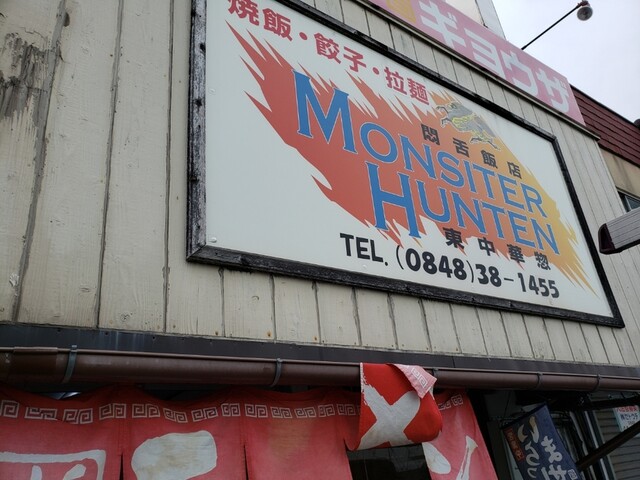 ギョウザ
焼飯・餃子・拉麺
悶舌飯店
MONSITER
HUNTEN
東中華惣
TEL. (0848)38-1455